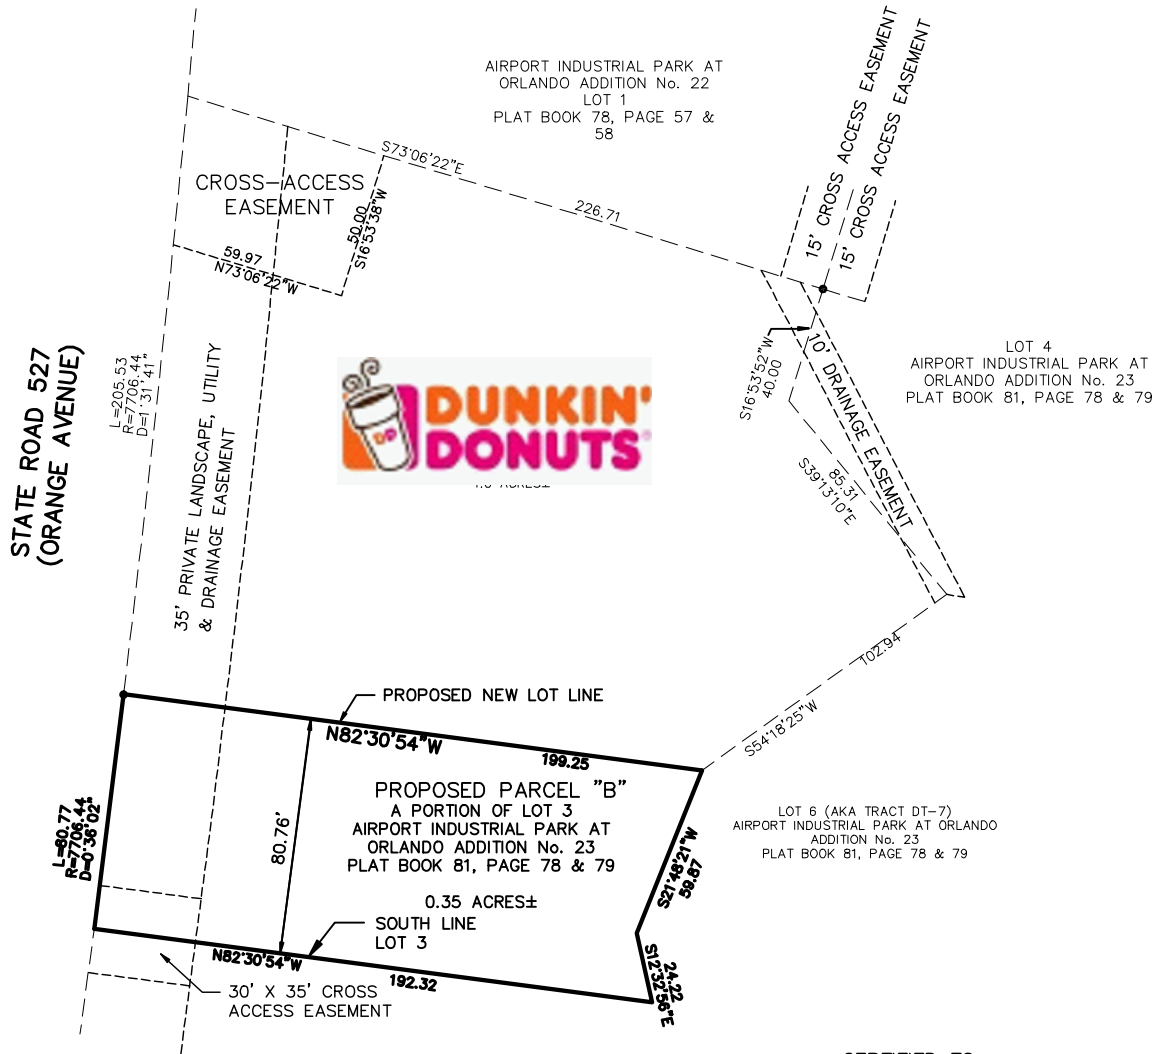 AIRPORT INDUSTRIAL PARK AT
ORLANDO ADDITION No. 22
LOT 1
PLAT BOOK 78, PAGE 57 &
58
15' CROSS ACCESS EASEMENT
15' CROSS ACCESS EASEMENT
S73°06'22"E
226.71
CROSS-ACCESS
EASEMENT
50.00
S16°53'38"W
59.97
N73°06'22"W
STATE ROAD 527
(ORANGE AVENUE)
L=205.53
R=7706.44
D=1°31'41"
35' PRIVATE LANDSCAPE, UTILITY
& DRAINAGE EASEMENT
DUNKIN'
DONUTS
DD
S16°53'52"W
40.00
10' DRAINAGE EASEMENT
85.31
S39°13'10"E
LOT 4
AIRPORT INDUSTRIAL PARK AT
ORLANDO ADDITION No. 23
PLAT BOOK 81, PAGE 78 & 79
102.94
S54°18'25"W
PROPOSED NEW LOT LINE
N82°30'54"W
199.25
L=80.77
R=7706.44
D=0°36'02"
80.76'
PROPOSED PARCEL "B"
A PORTION OF LOT 3
AIRPORT INDUSTRIAL PARK AT
ORLANDO ADDITION No. 23
PLAT BOOK 81, PAGE 78 & 79
0.35 ACRES±
SOUTH LINE
LOT 3
S21°48'21"W
59.87
LOT 6 (AKA TRACT DT-7)
AIRPORT INDUSTRIAL PARK AT ORLANDO
ADDITION No. 23
PLAT BOOK 81, PAGE 78 & 79
24.22
S12°32'56"E
N82°30'54"W
192.32
30' X 35' CROSS
ACCESS EASEMENT